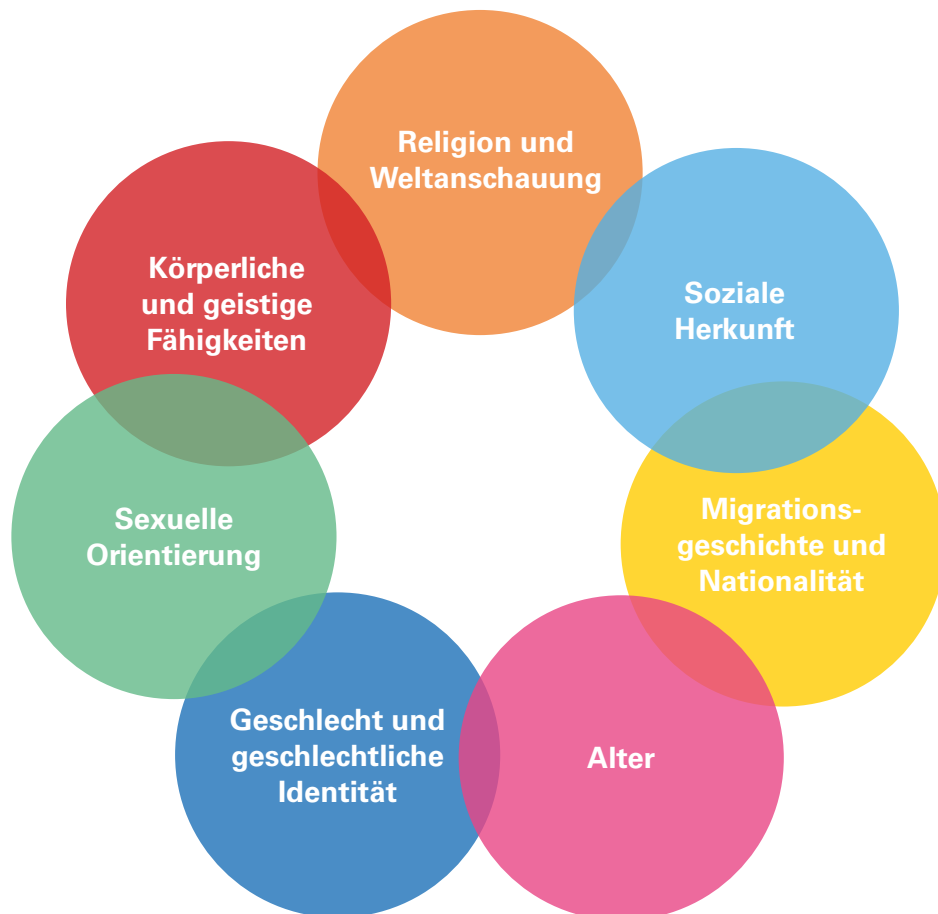 Religion und
Weltanschauung
Körperliche
und geistige
Fähigkeiten
Soziale
Herkunft
Sexuelle
Orientierung
Migrations-
geschichte und
Nationalität
Geschlecht und
geschlechtliche
Identität
Alter